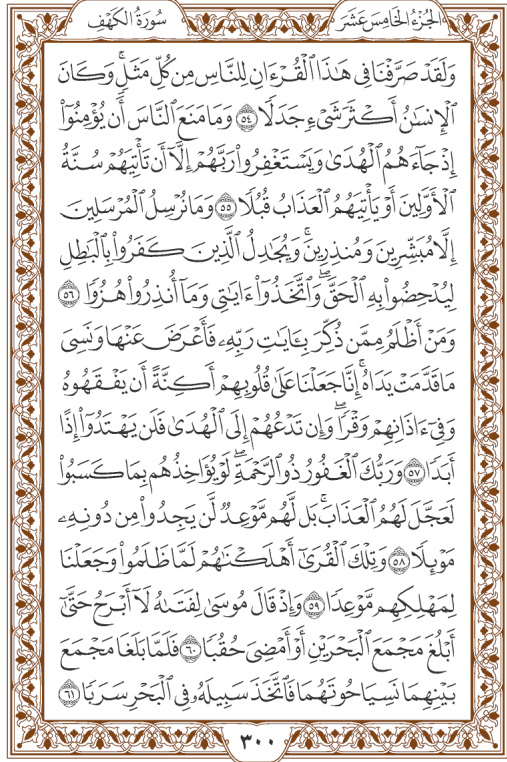 الجزء الخامس عشر
سورة الكهف
وَلَقَدْ صَرَّفْنَا فِي هَٰذَا ٱلْقُرْءَانِ لِلنَّاسِ مِن كُلِّ مَثَلٍۚ وَكَانَ
ٱلْإِنسَٰنُ أَكْثَرَ شَىْءٍ جَدَلًا ٥٤ وَمَا مَنَعَ ٱلنَّاسَ أَن يُؤْمِنُوٓا۟
إِذْ جَآءَهُمُ ٱلْهُدَىٰ وَيَسْتَغْفِرُوا۟ رَبَّهُمْ إِلَّآ أَن تَأْتِيَهُمْ سُنَّةُ
ٱلْأَوَّلِينَ أَوْ يَأْتِيَهُمُ ٱلْعَذَابُ قُبُلًا ٥٥ وَمَا نُرْسِلُ ٱلْمُرْسَلِينَ
إِلَّا مُبَشِّرِينَ وَمُنذِرِينَۚ وَيُجَٰدِلُ ٱلَّذِينَ كَفَرُوا۟ بِٱلْبَٰطِلِ
لِيُدْحِضُوا۟ بِهِ ٱلْحَقَّۖ وَٱتَّخَذُوٓا۟ ءَايَٰتِى وَمَآ أُنذِرُوا۟ هُزُوًا ٥٦
وَمَنْ أَظْلَمُ مِمَّن ذُكِّرَ بِـَٔايَٰتِ رَبِّهِۦ فَأَعْرَضَ عَنْهَا وَنَسِىَ
مَا قَدَّمَتْ يَدَاهُۚ إِنَّا جَعَلْنَا عَلَىٰ قُلُوبِهِمْ أَكِنَّةً أَن يَفْقَهُوهُ
وَفِىٓ ءَاذَانِهِمْ وَقْرًاۖ وَإِن تَدْعُهُمْ إِلَى ٱلْهُدَىٰ فَلَن يَهْتَدُوٓا۟ إِذًا
أَبَدًا ٥٧ وَرَبُّكَ ٱلْغَفُورُ ذُو ٱلرَّحْمَةِۖ لَوْ يُؤَاخِذُهُم بِمَا كَسَبُوا۟
لَعَجَّلَ لَهُمُ ٱلْعَذَابَۚ بَل لَّهُم مَّوْعِدٌ لَّن يَجِدُوا۟ مِن دُونِهِۦ
مَوْئِلًا ٥٨ وَتِلْكَ ٱلْقُرَىٰٓ أَهْلَكْنَٰهُمْ لَمَّا ظَلَمُوا۟ وَجَعَلْنَا
لِمَهْلِكِهِم مَّوْعِدًا ٥٩ وَإِذْ قَالَ مُوسَىٰ لِفَتَىٰهُ لَآ أَبْرَحُ حَتَّىٰٓ
أَبْلُغَ مَجْمَعَ ٱلْبَحْرَيْنِ أَوْ أَمْضِىَ حُقُبًا ٦٠ فَلَمَّا بَلَغَا مَجْمَعَ
بَيْنِهِمَا نَسِيَا حُوتَهُمَا فَٱتَّخَذَ سَبِيلَهُۥ فِى ٱلْبَحْرِ سَرَبًا ٦١
٣٠٠